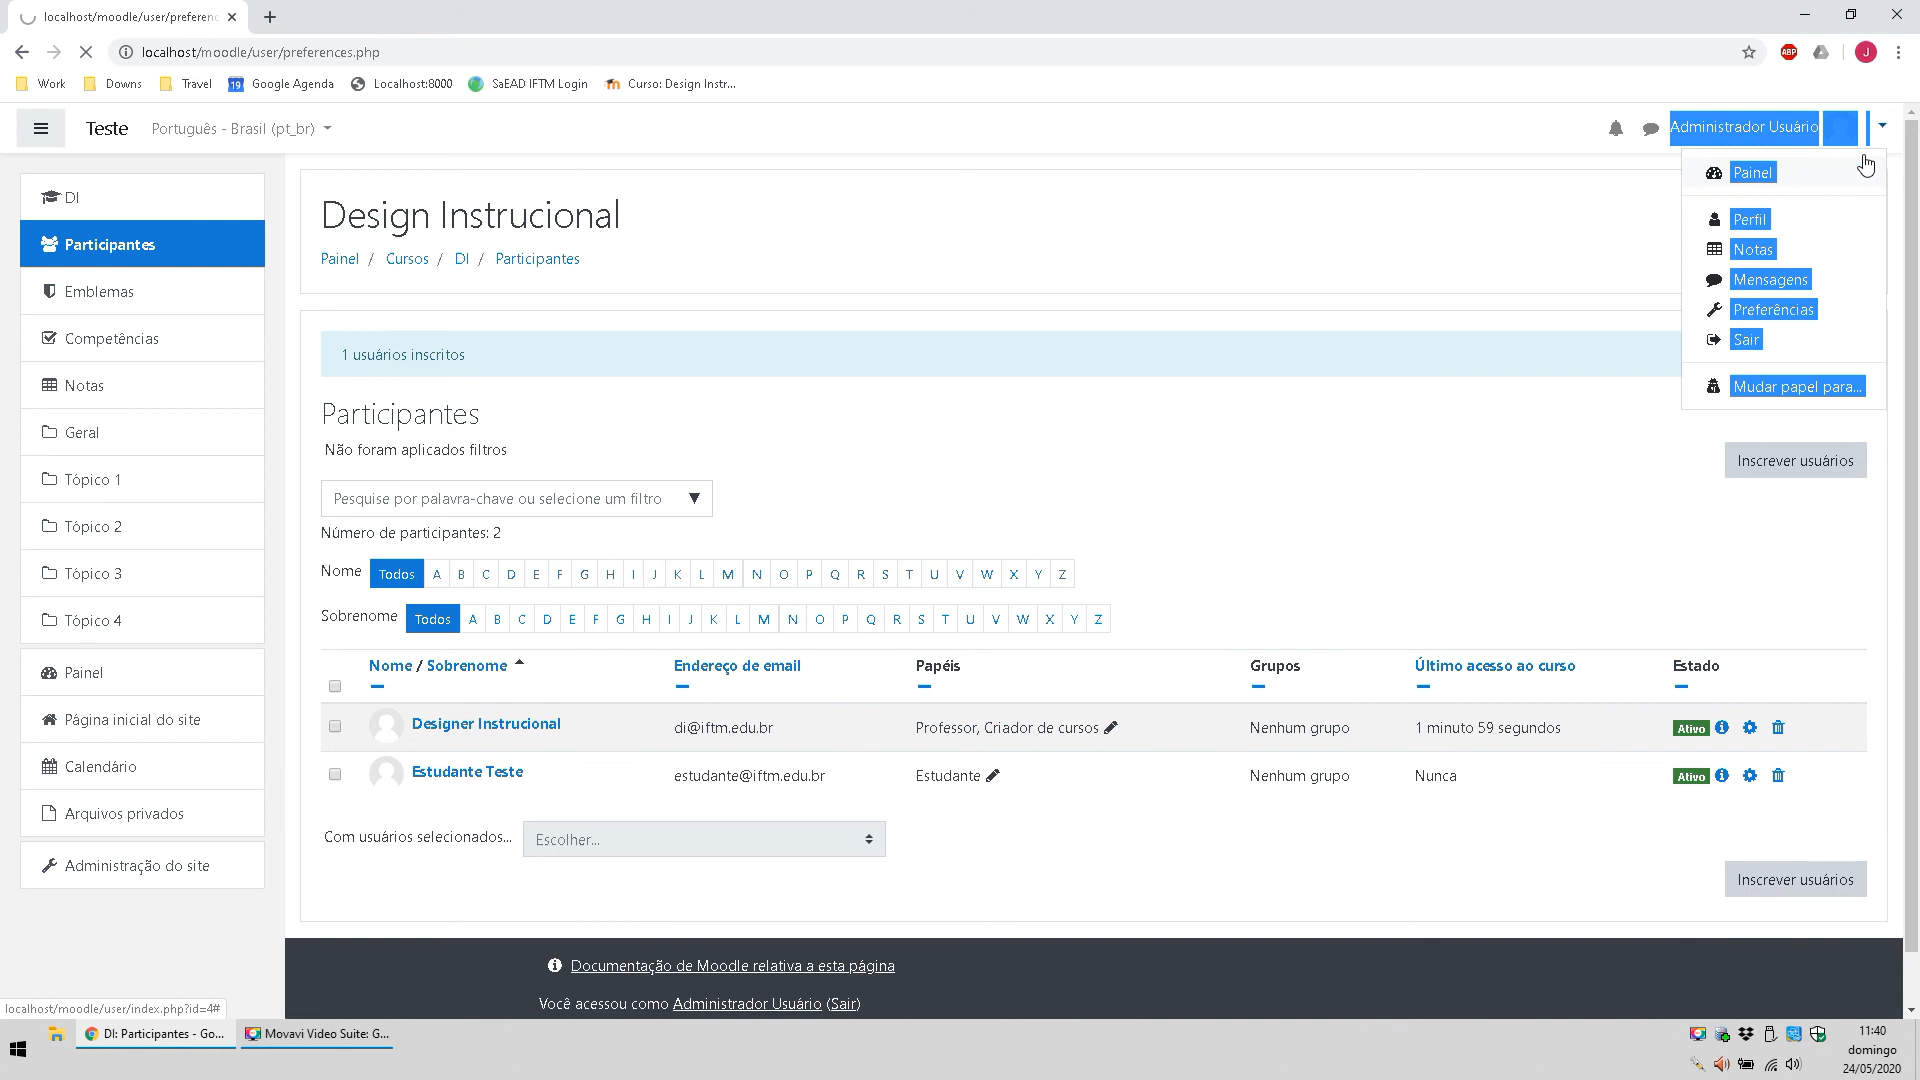 localhost/moodle/user/preferenc
localhost/moodle/user/preferences.php
Work Downs Travel 19 Google Agenda Localhost:8000 SaEAD IFTM Login Curso: Design Instr...
ABP J
Teste Português - Brasil (pt_br) Administrador Usuário
Painel
Perfil
Notas
Mensagens
Preferências
Sair
Mudar papel para...
DI
Participantes
Emblemas
Competências
Notas
Geral
Tópico 1
Tópico 2
Tópico 3
Tópico 4
Painel
Página inicial do site
Calendário
Arquivos privados
Administração do site
Design Instrucional
Painel / Cursos / DI / Participantes
1 usuários inscritos
Participantes
Não foram aplicados filtros
Inscrever usuários
Pesquise por palavra-chave ou selecione um filtro ▼
Número de participantes: 2
Nome Todos A B C D E F G H I J K L M N O P Q R S T U V W X Y Z
Sobrenome Todos A B C D E F G H I J K L M N O P Q R S T U V W X Y Z
Nome / Sobrenome Endereço de email Papéis Grupos Último acesso ao curso Estado
Designer Instrucional di@iftm.edu.br Professor, Criador de cursos Nenhum grupo 1 minuto 59 segundos Ativo
Estudante Teste estudante@iftm.edu.br Estudante Nenhum grupo Nunca Ativo
Com usuários selecionados... Escolher...
Inscrever usuários
Documentação de Moodle relativa a esta página
Você acessou como Administrador Usuário (Sair)
localhost/moodle/user/index.php?id=4#
DI: Participantes - Go... Movavi Video Suite: G...
11:40
domingo
24/05/2020